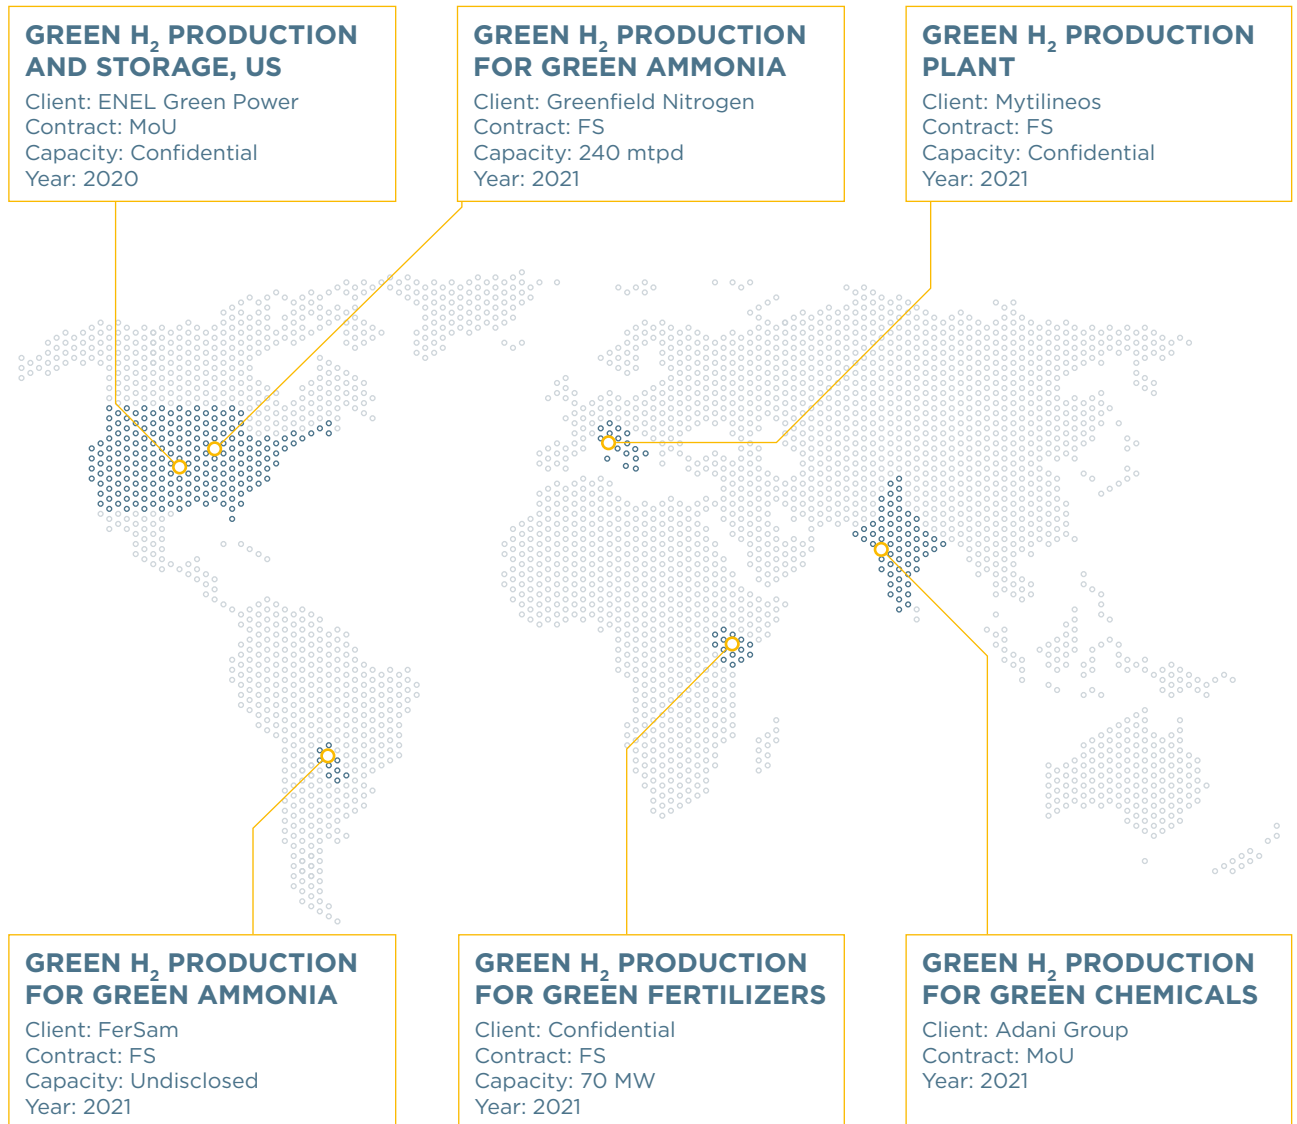 GREEN H₂ PRODUCTION
AND STORAGE, US
Client: ENEL Green Power
Contract: MoU
Capacity: Confidential
Year: 2020
GREEN H₂ PRODUCTION
FOR GREEN AMMONIA
Client: Greenfield Nitrogen
Contract: FS
Capacity: 240 mtpd
Year: 2021
GREEN H₂ PRODUCTION
PLANT
Client: Mytilineos
Contract: FS
Capacity: Confidential
Year: 2021
GREEN H₂ PRODUCTION
FOR GREEN AMMONIA
Client: FerSam
Contract: FS
Capacity: Undisclosed
Year: 2021
GREEN H₂ PRODUCTION
FOR GREEN FERTILIZERS
Client: Confidential
Contract: FS
Capacity: 70 MW
Year: 2021
GREEN H₂ PRODUCTION
FOR GREEN CHEMICALS
Client: Adani Group
Contract: MoU
Year: 2021